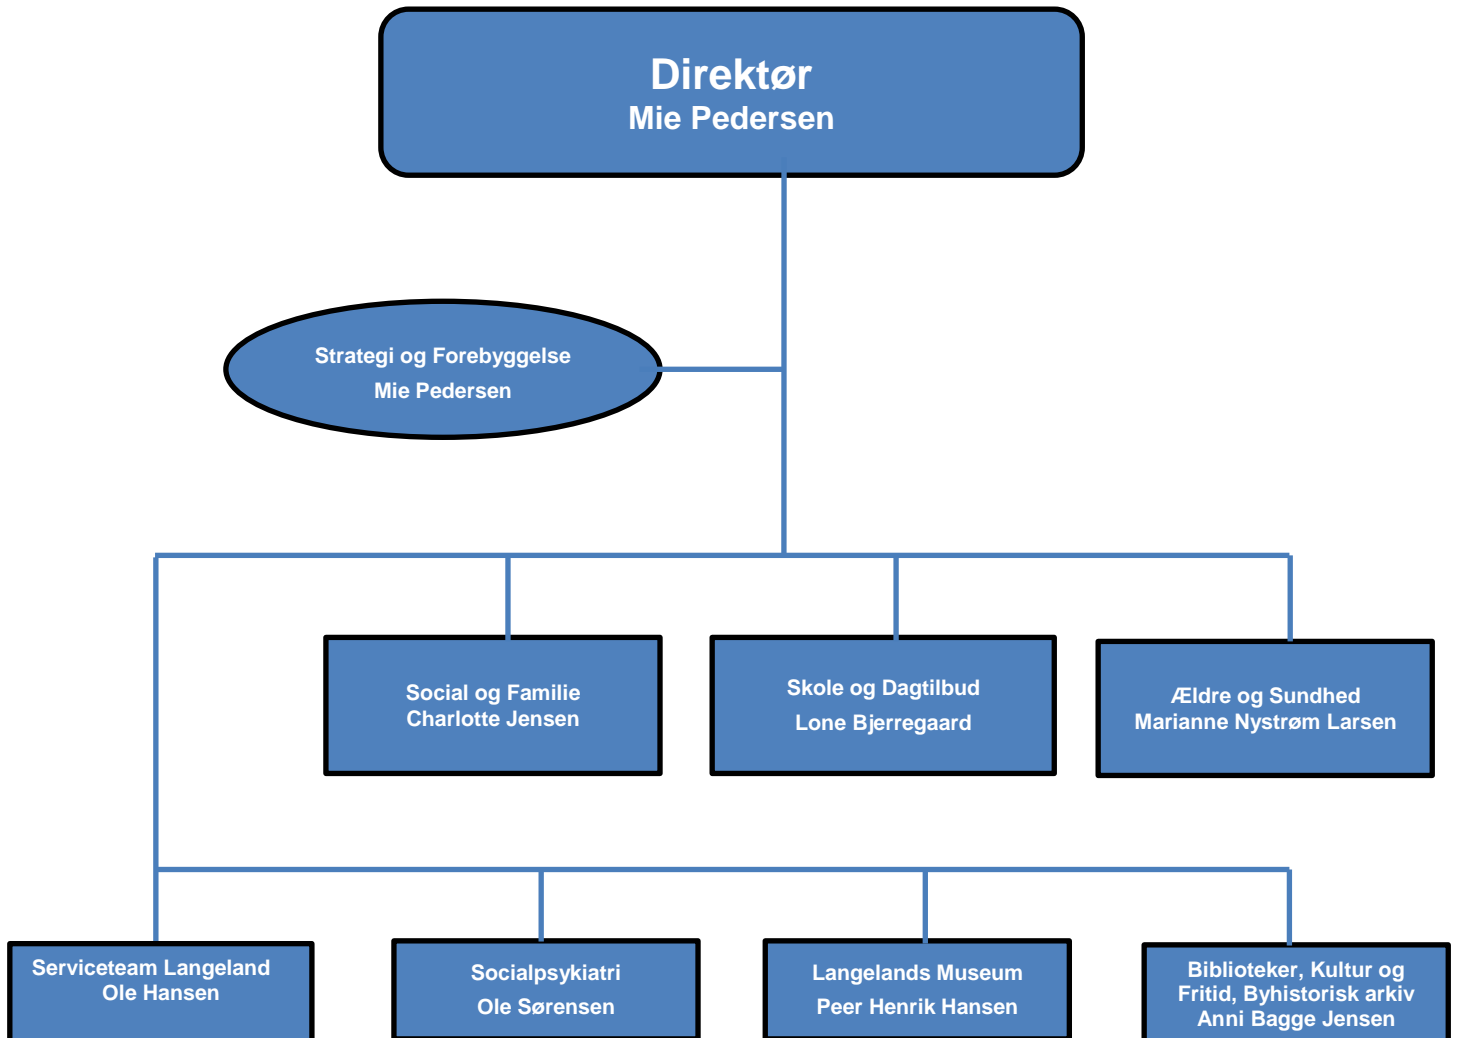 Direktør
Mie Pedersen
Strategi og Forebyggelse
Mie Pedersen
Social og Familie
Charlotte Jensen
Skole og Dagtilbud
Lone Bjerregaard
Ældre og Sundhed
Marianne Nystrøm Larsen
Serviceteam Langeland
Ole Hansen
Socialpsykiatri
Ole Sørensen
Langelands Museum
Peer Henrik Hansen
Biblioteker, Kultur og
Fritid, Byhistorisk arkiv
Anni Bagge Jensen